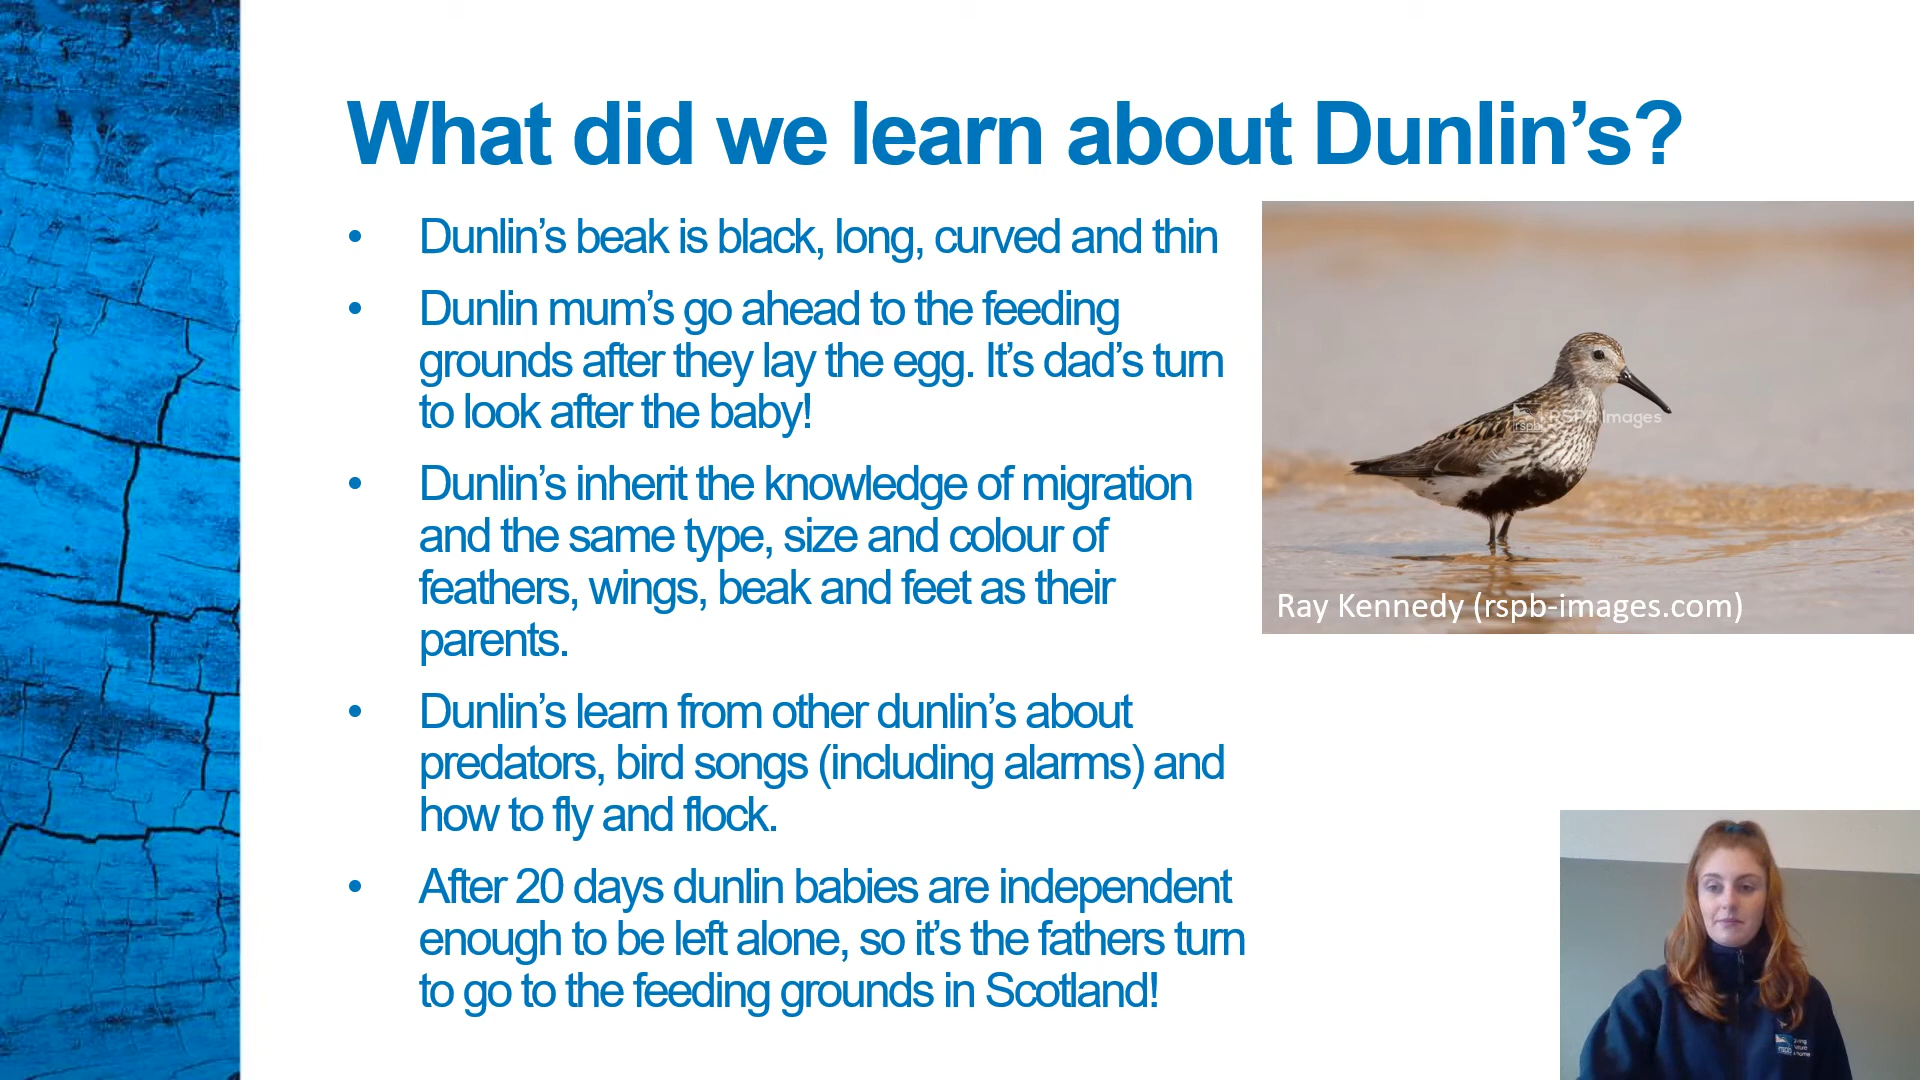 What did we learn about Dunlin’s?
• Dunlin’s beak is black, long, curved and thin
• Dunlin mum’s go ahead to the feeding
grounds after they lay the egg. It’s dad’s turn
to look after the baby!
• Dunlin’s inherit the knowledge of migration
and the same type, size and colour of
feathers, wings, beak and feet as their
parents.
• Dunlin’s learn from other dunlin’s about
predators, bird songs (including alarms) and
how to fly and flock.
• After 20 days dunlin babies are independent
enough to be left alone, so it’s the fathers turn
to go to the feeding grounds in Scotland!
rspb RSPB Images
Ray Kennedy (rspb-images.com)
rspb